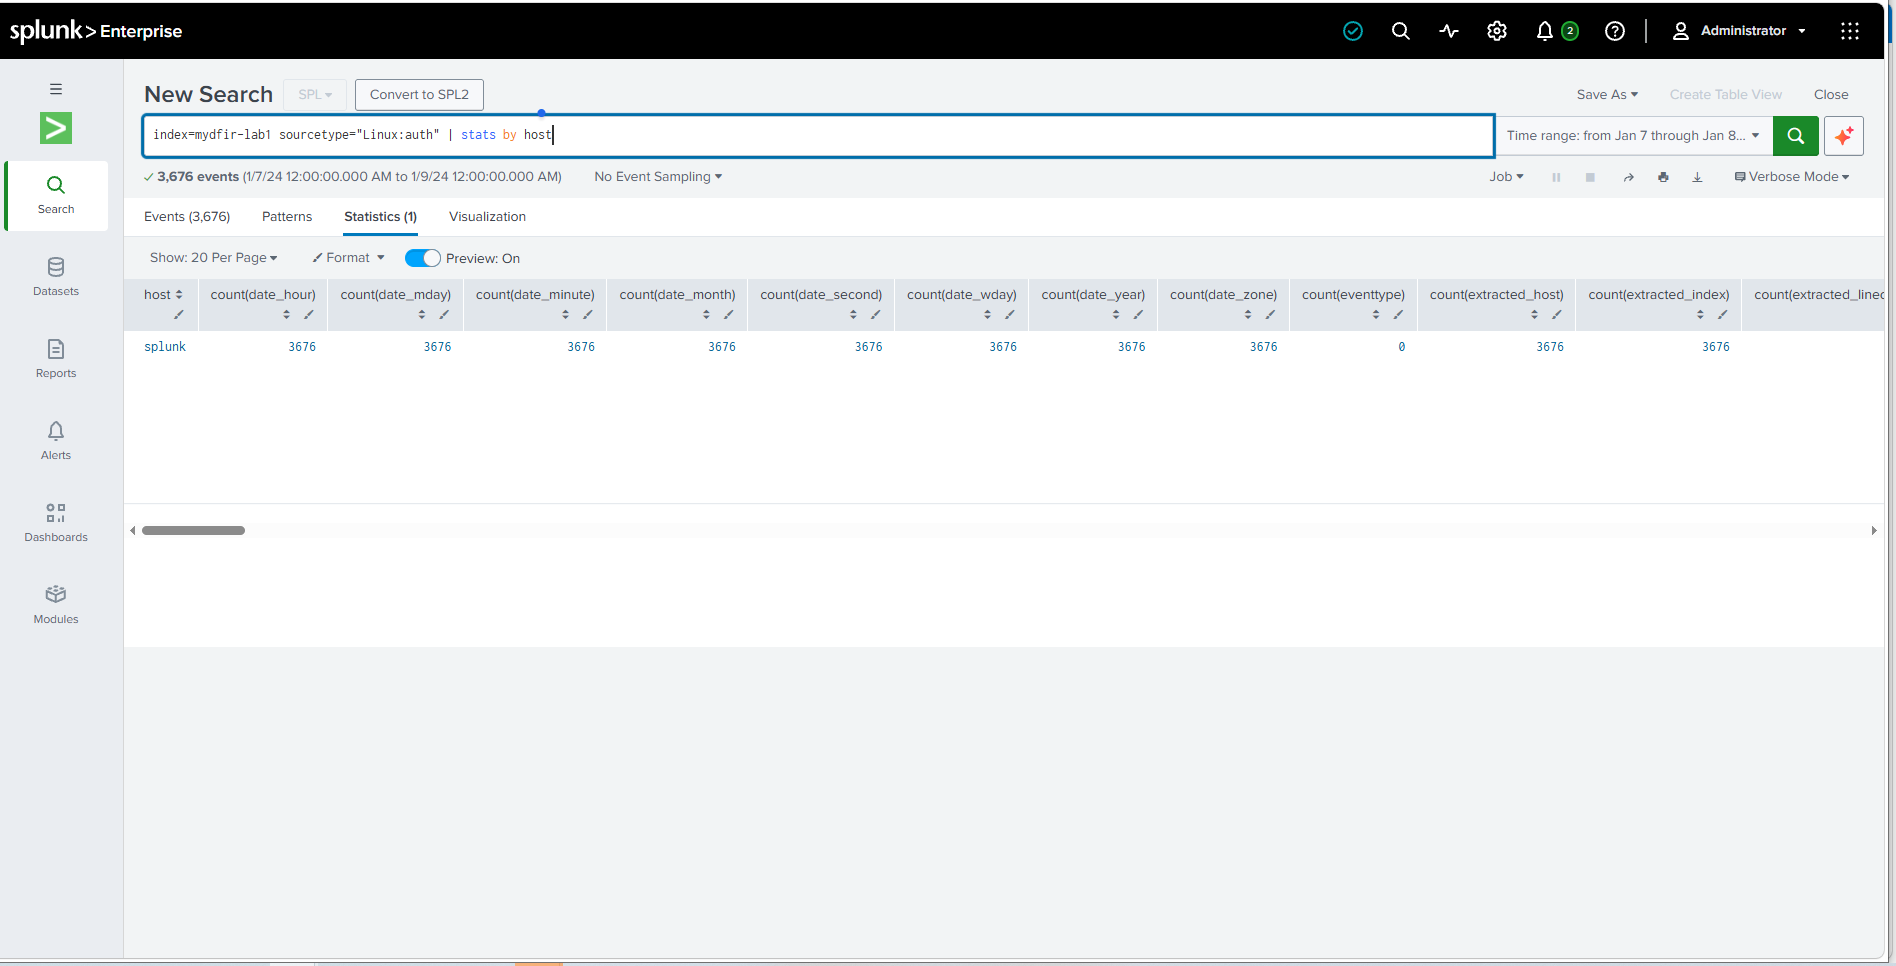 splunk>Enterprise
2
Administrator
New Search
SPL
Convert to SPL2
Save As
Create Table View
Close
index=mydfir-lab1 sourcetype="Linux:auth" | stats by host
Time range: from Jan 7 through Jan 8...
3,676 events (1/7/24 12:00:00.000 AM to 1/9/24 12:00:00.000 AM)
No Event Sampling
Job
Verbose Mode
Search
Datasets
Reports
Alerts
Dashboards
Modules
Events (3,676)
Patterns
Statistics (1)
Visualization
Show: 20 Per Page
Format
Preview: On
host count(date_hour) count(date_mday) count(date_minute) count(date_month) count(date_second) count(date_wday) count(date_year) count(date_zone) count(eventtype) count(extracted_host) count(extracted_index) count(extracted_linec
splunk 3676 3676 3676 3676 3676 3676 3676 3676 0 3676 3676